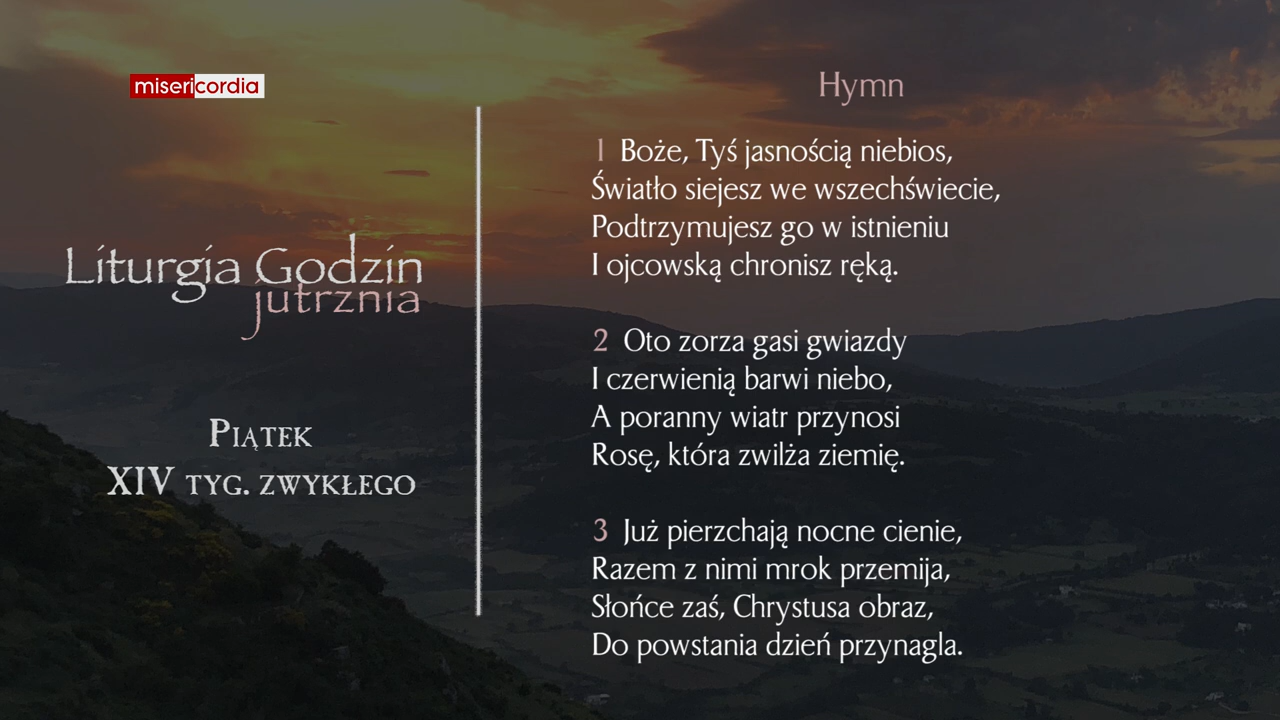 misericordia
Liturgia Godzin
jutrznia
Piątek
XIV tyg. zwykłego
Hymn
1 Boże, Tyś jasnością niebios,
Światło siejesz we wszechświecie,
Podtrzymujesz go w istnieniu
I ojcowską chronisz ręką.
2 Oto zorza gasi gwiazdy
I czerwienią barwi niebo,
A poranny wiatr przynosi
Rosę, która zwilża ziemię.
3 Już pierzchają nocne cienie,
Razem z nimi mrok przemija,
Słońce zaś, Chrystusa obraz,
Do powstania dzień przynagla.